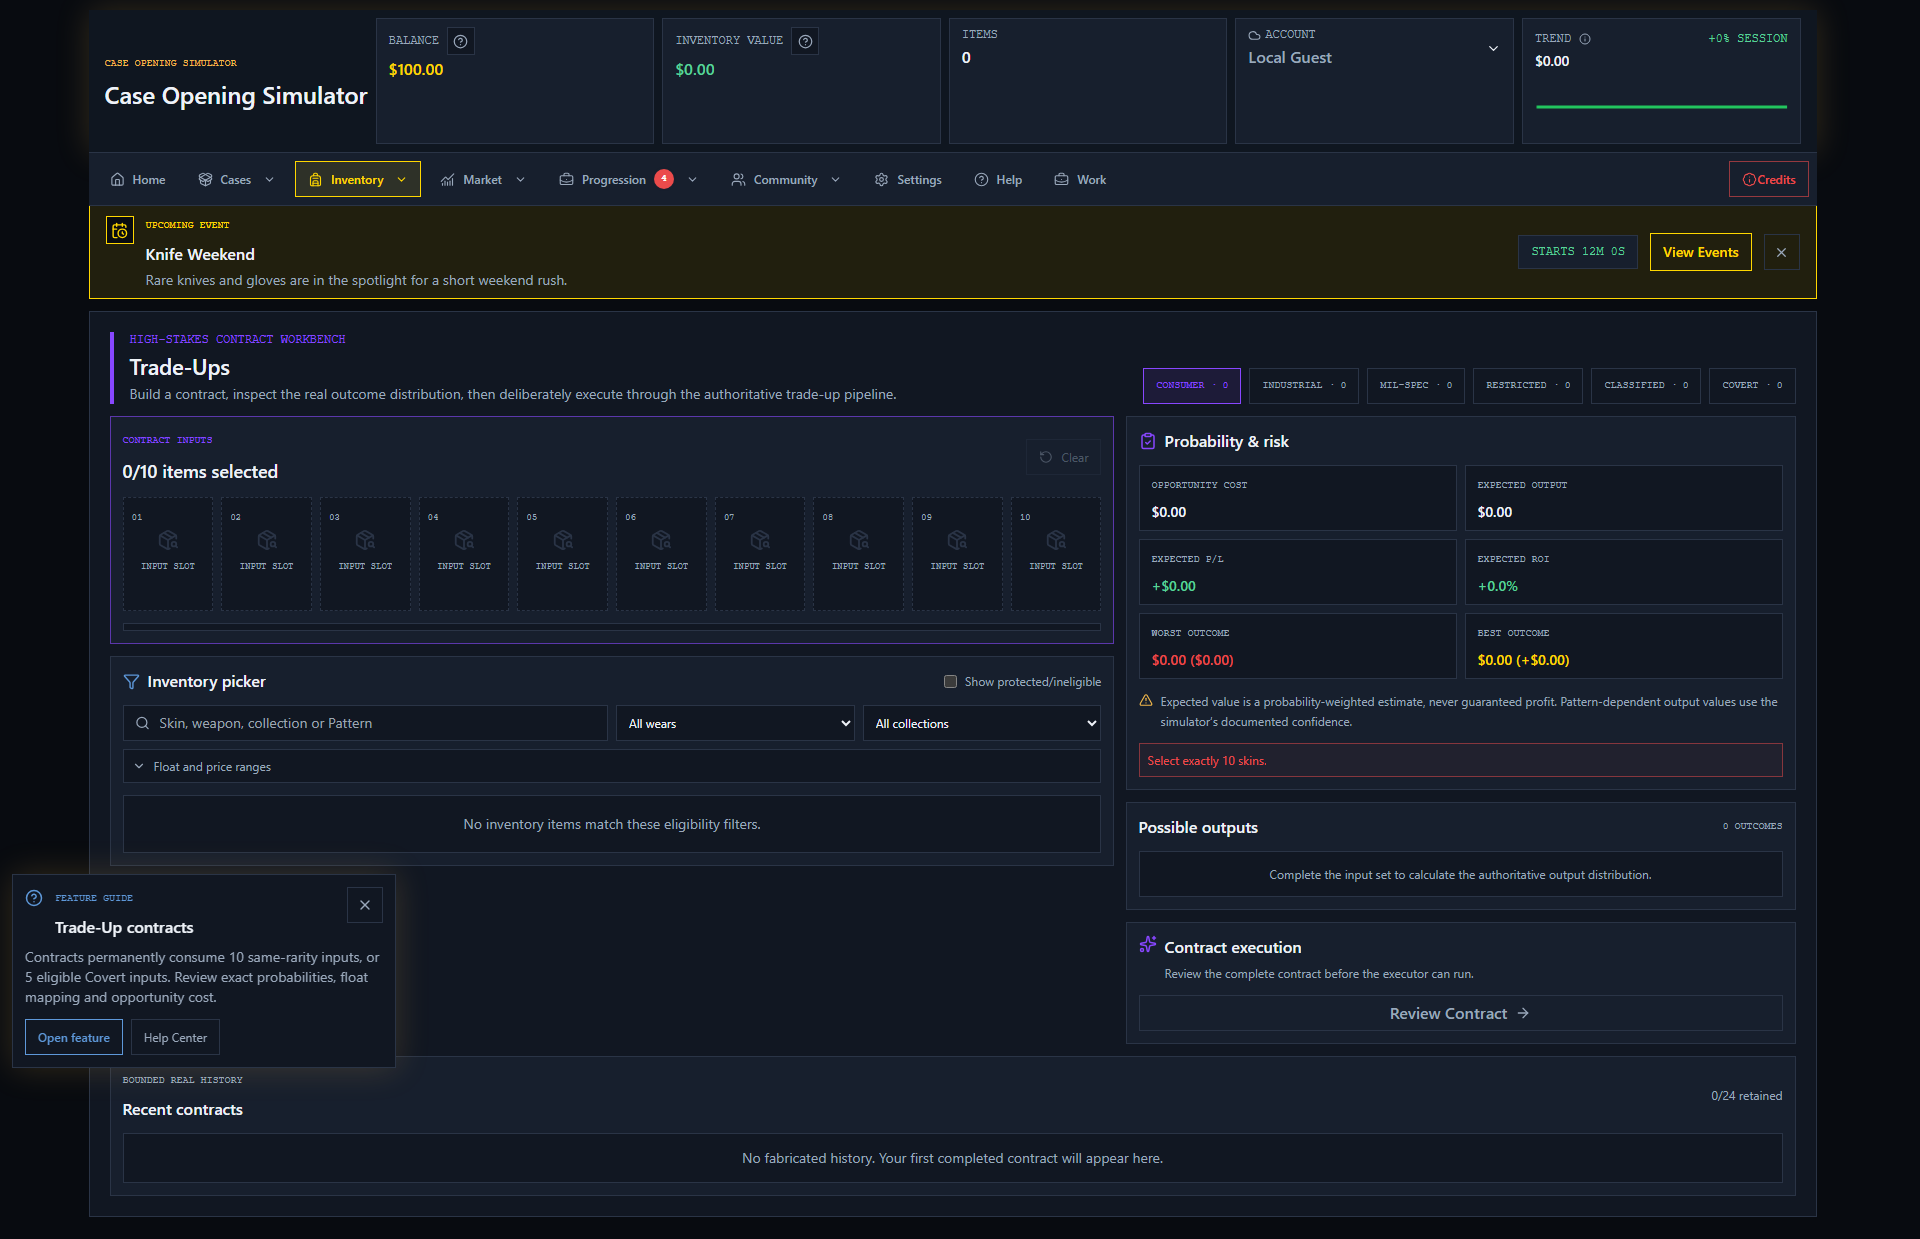 CASE OPENING SIMULATOR
Case Opening Simulator
BALANCE
$100.00
INVENTORY VALUE
$0.00
ITEMS
0
ACCOUNT
Local Guest
TREND
+0% SESSION
$0.00
Home
Cases
Inventory
Market
Progression
4
Community
Settings
Help
Work
Credits
UPCOMING EVENT
Knife Weekend
Rare knives and gloves are in the spotlight for a short weekend rush.
STARTS 12M 0S
View Events
HIGH-STAKES CONTRACT WORKBENCH
Trade-Ups
Build a contract, inspect the real outcome distribution, then deliberately execute through the authoritative trade-up pipeline.
CONSUMER · 0
INDUSTRIAL · 0
MIL-SPEC · 0
RESTRICTED · 0
CLASSIFIED · 0
COVERT · 0
CONTRACT INPUTS
0/10 items selected
Clear
01
INPUT SLOT
02
INPUT SLOT
03
INPUT SLOT
04
INPUT SLOT
05
INPUT SLOT
06
INPUT SLOT
07
INPUT SLOT
08
INPUT SLOT
09
INPUT SLOT
10
INPUT SLOT
Inventory picker
Show protected/ineligible
Skin, weapon, collection or Pattern
All wears
All collections
Float and price ranges
No inventory items match these eligibility filters.
Probability & risk
OPPORTUNITY COST
$0.00
EXPECTED OUTPUT
$0.00
EXPECTED P/L
+$0.00
EXPECTED ROI
+0.0%
WORST OUTCOME
$0.00 ($0.00)
BEST OUTCOME
$0.00 (+$0.00)
Expected value is a probability-weighted estimate, never guaranteed profit. Pattern-dependent output values use the
simulator's documented confidence.
Select exactly 10 skins.
Possible outputs
0 OUTCOMES
Complete the input set to calculate the authoritative output distribution.
Contract execution
Review the complete contract before the executor can run.
Review Contract
FEATURE GUIDE
Trade-Up contracts
Contracts permanently consume 10 same-rarity inputs, or
5 eligible Covert inputs. Review exact probabilities, float
mapping and opportunity cost.
Open feature
Help Center
BOUNDED REAL HISTORY
Recent contracts
0/24 retained
No fabricated history. Your first completed contract will appear here.